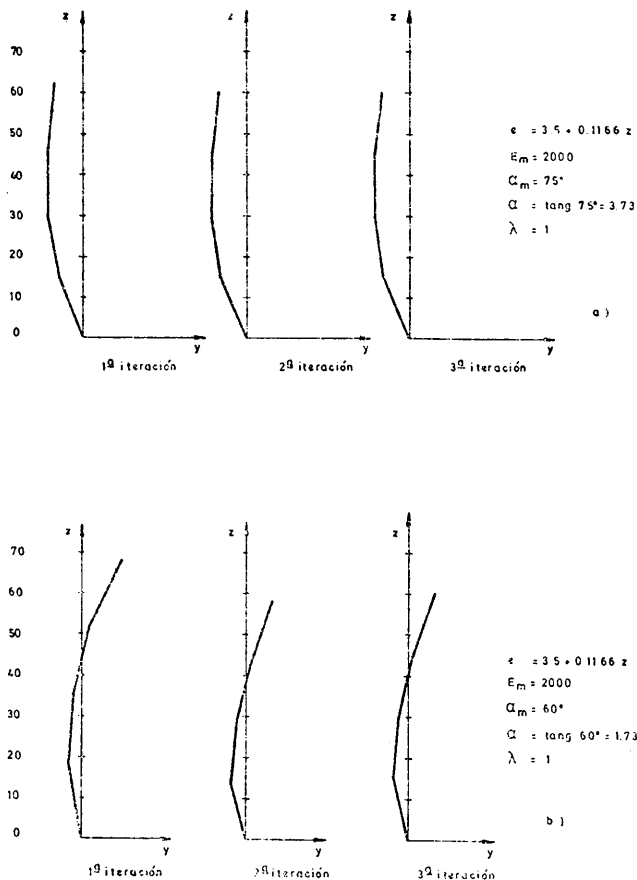 z z z
70
60
50
40
30
20
10
0
y y y
1ª iteración 2ª iteración 3ª iteración
e = 3.5 + 0.1166 z
Em = 2000
αm = 75°
α = tang 75° = 3.73
λ = 1
a )
z z z
70
60
50
40
30
20
10
0
y y y
1ª iteración 2ª iteración 3ª iteración
e = 3.5 + 0.1166 z
Em = 2000
αm = 60°
α = tang 60° = 1.73
λ = 1
b )